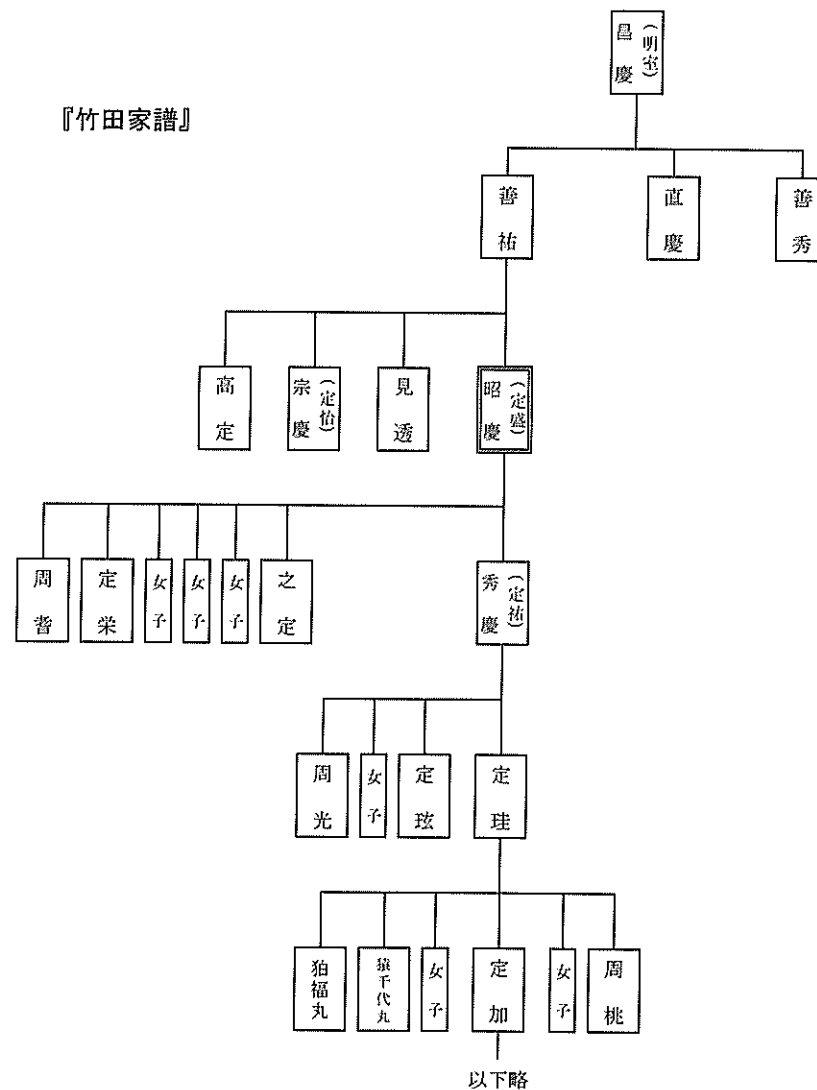 『竹田家譜』
(明室)
昌慶
善秀
直慶
善祐
(定盛)
昭慶
見透
(定怡)
宗慶
高定
(定祐)
秀慶
之定
女子
女子
女子
定栄
周耆
定珪
定玹
女子
周光
周桃
女子
定加
女子
猿千代丸
狛福丸
以下略